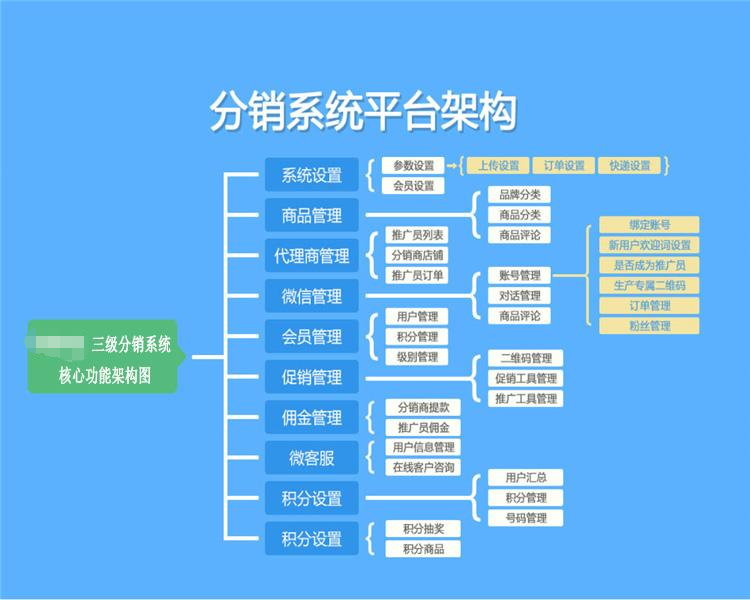 分销系统平台架构
三级分销系统
核心功能架构图
系统设置
参数设置
上传设置
订单设置
快递设置
会员设置
商品管理
品牌分类
商品分类
商品评论
代理商管理
推广员列表
分销商店铺
推广员订单
微信管理
账号管理
绑定账号
新用户欢迎词设置
是否成为推广员
生产专属二维码
订单管理
粉丝管理
对话管理
商品评论
会员管理
用户管理
积分管理
级别管理
促销管理
二维码管理
促销工具管理
推广工具管理
佣金管理
分销商提款
推广员佣金
微客服
用户信息管理
在线客户咨询
积分设置
用户汇总
积分管理
号码管理
积分设置
积分抽奖
积分商品